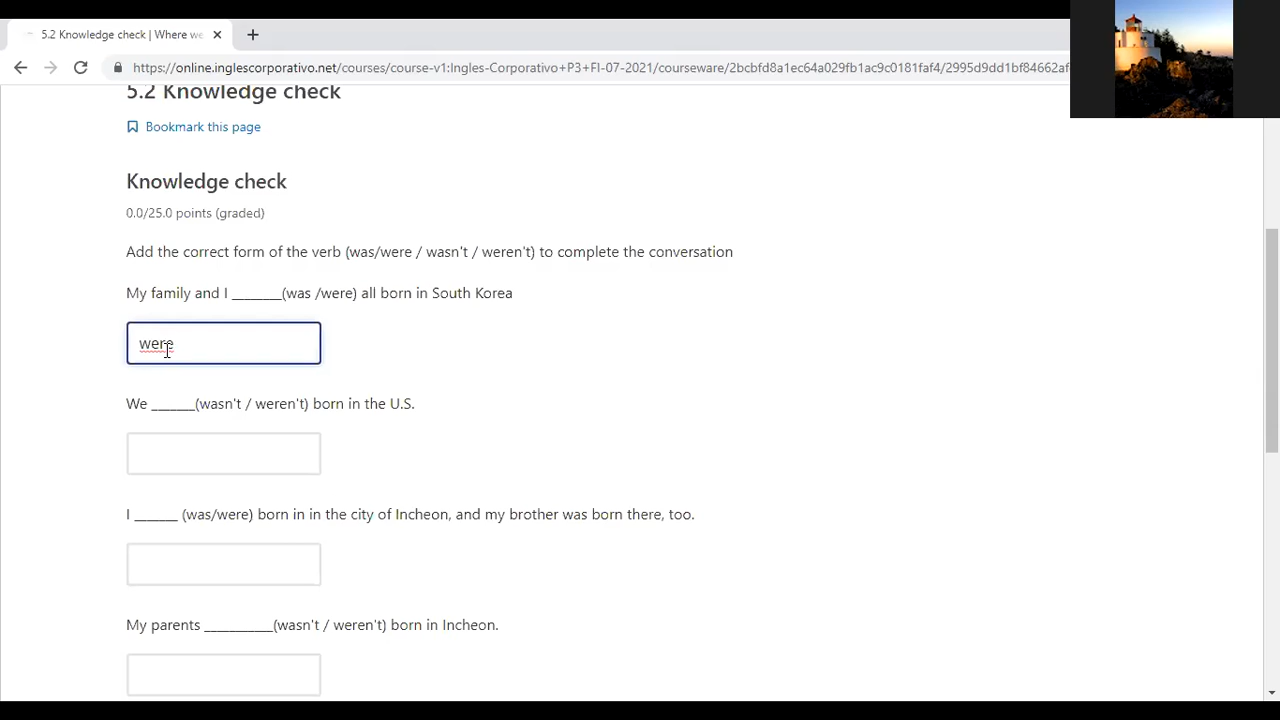 5.2 Knowledge check | Where we
https://online.inglescorporativo.net/courses/course-v1:Ingles-Corporativo+P3+FI-07-2021/courseware/2bcbfd8a1ec64a029fb1ac9c0181faf4/2995d9dd1bf84662af
5.2 Knowledge check
Bookmark this page
Knowledge check
0.0/25.0 points (graded)
Add the correct form of the verb (was/were / wasn't / weren't) to complete the conversation
My family and I ________(was /were) all born in South Korea
were
We _______(wasn't / weren't) born in the U.S.
I _______ (was/were) born in in the city of Incheon, and my brother was born there, too.
My parents ___________(wasn't / weren't) born in Incheon.